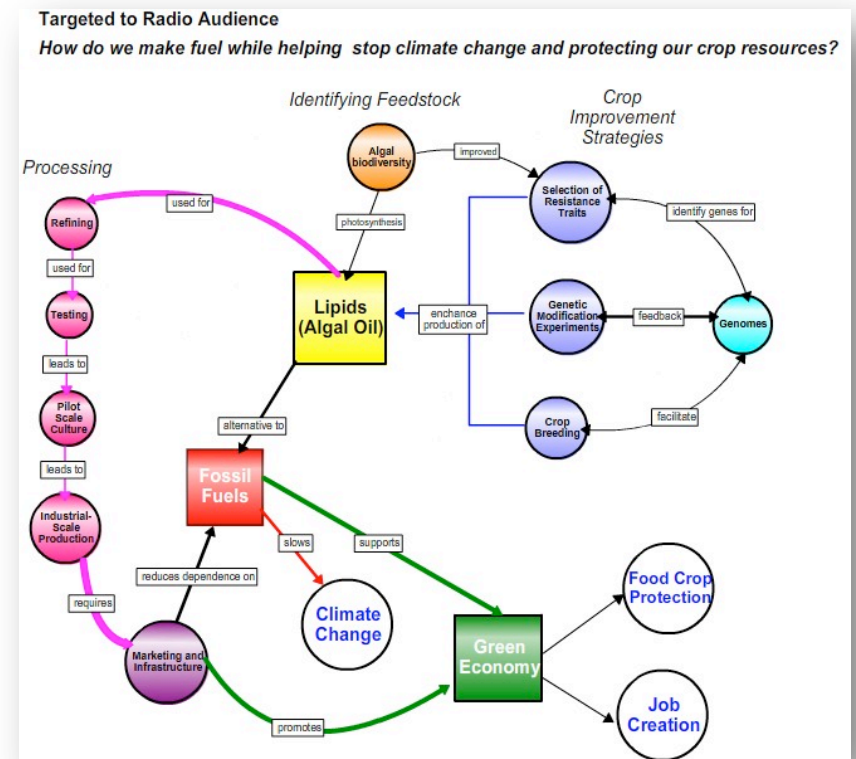 Targeted to Radio Audience
How do we make fuel while helping stop climate change and protecting our crop resources?
Identifying Feedstock
Crop
Improvement
Strategies
Processing
Algal
biodiversity
improved
Selection of
Resistance
Traits
used for
Refining
photosynthesis
identify genes for
used for
Testing
Lipids
(Algal Oil)
enchance
production of
Genetic
Modification
Experiments
feedback
Genomes
leads to
Pilot
Scale
Culture
alternative to
Crop
Breeding
facilitate
leads to
Fossil
Fuels
Industrial-
Scale
Production
slows
supports
reduces dependence on
requires
Climate
Change
Food Crop
Protection
Marketing and
Infrastructure
Green
Economy
promotes
Job
Creation